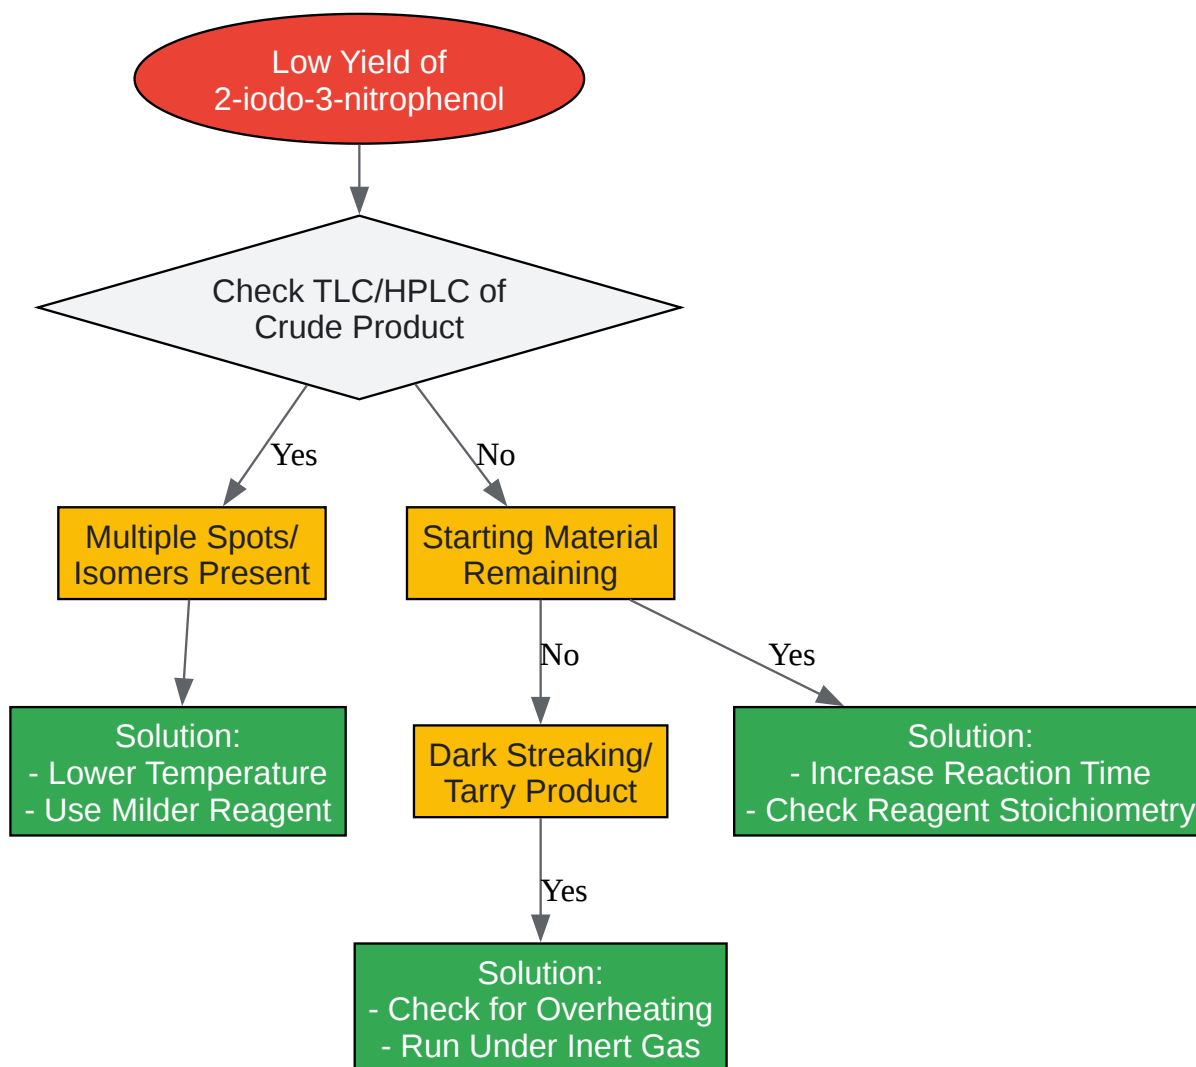 Low Yield of
2-iodo-3-nitrophenol
Check TLC/HPLC of
Crude Product
Yes
No
Multiple Spots/
Isomers Present
Starting Material
Remaining
No
Yes
Solution:
- Lower Temperature
- Use Milder Reagent
Dark Streaking/
Tarry Product
Solution:
- Increase Reaction Time
- Check Reagent Stoichiometry
Yes
Solution:
- Check for Overheating
- Run Under Inert Gas